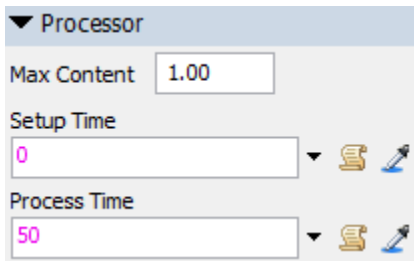 Processor
Max Content 1.00
Setup Time
0
Process Time
50